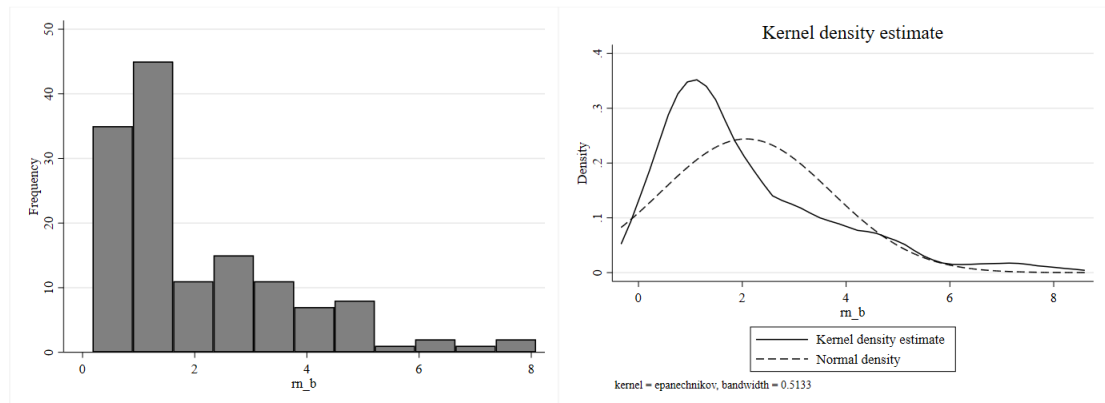 Frequency
50
40
30
20
10
0
0 2 4 6 8
rn_b
Kernel density estimate
Density
.4
.3
.2
.1
0
0 2 4 6 8
rn_b
Kernel density estimate
Normal density
kernel = epanechnikov, bandwidth = 0.5133